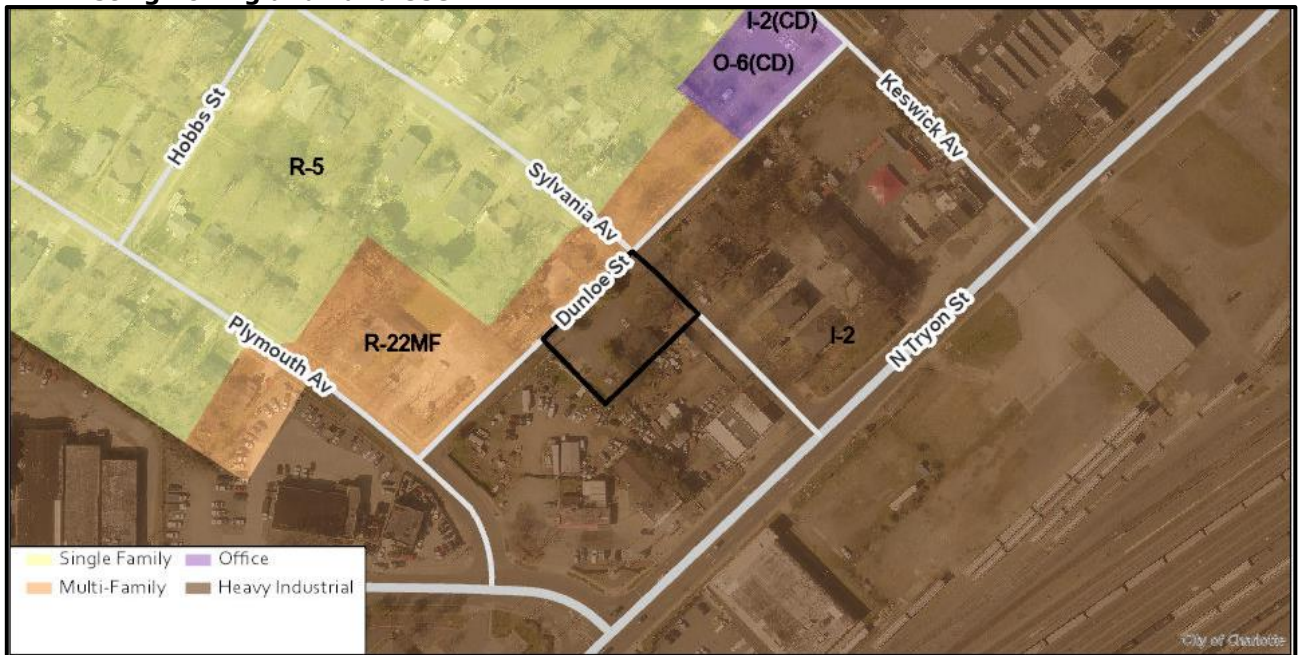 I-2(CD)
O-6(CD)
Keswick Av
Hobbs St
R-5
Sylvania Av
Dunloe St
Plymouth Av
R-22MF
I-2
N Tryon St
Single Family
Office
Multi-Family
Heavy Industrial
City of Charlotte